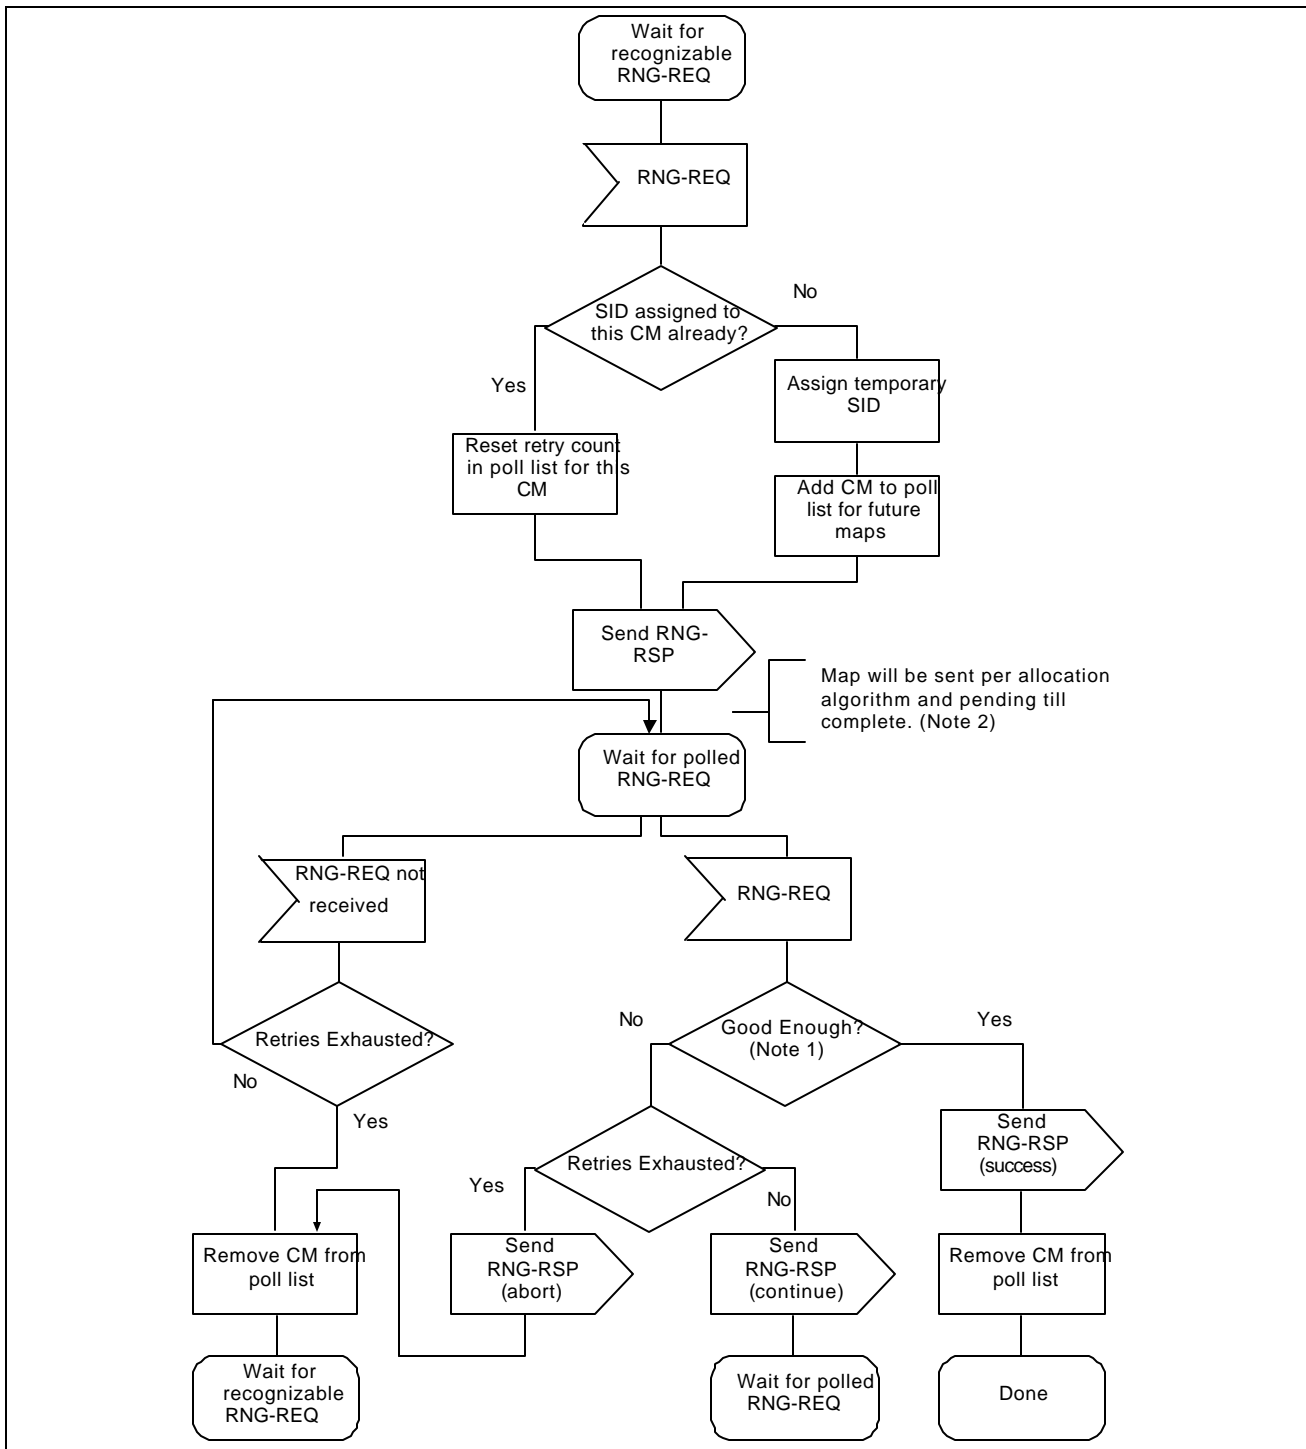 Wait for
recognizable
RNG-REQ
RNG-REQ
SID assigned to
this CM already?
No
Yes
Assign temporary
SID
Reset retry count
in poll list for this
CM
Add CM to poll
list for future
maps
Send RNG-
RSP
Map will be sent per allocation
algorithm and pending till
complete. (Note 2)
Wait for polled
RNG-REQ
RNG-REQ not
received
RNG-REQ
Retries Exhausted?
No
Yes
No
Good Enough?
(Note 1)
Yes
Retries Exhausted?
Yes
No
Send
RNG-RSP
(success)
Remove CM from
poll list
Send
RNG-RSP
(abort)
Send
RNG-RSP
(continue)
Remove CM from
poll list
Wait for
recognizable
RNG-REQ
Wait for polled
RNG-REQ
Done